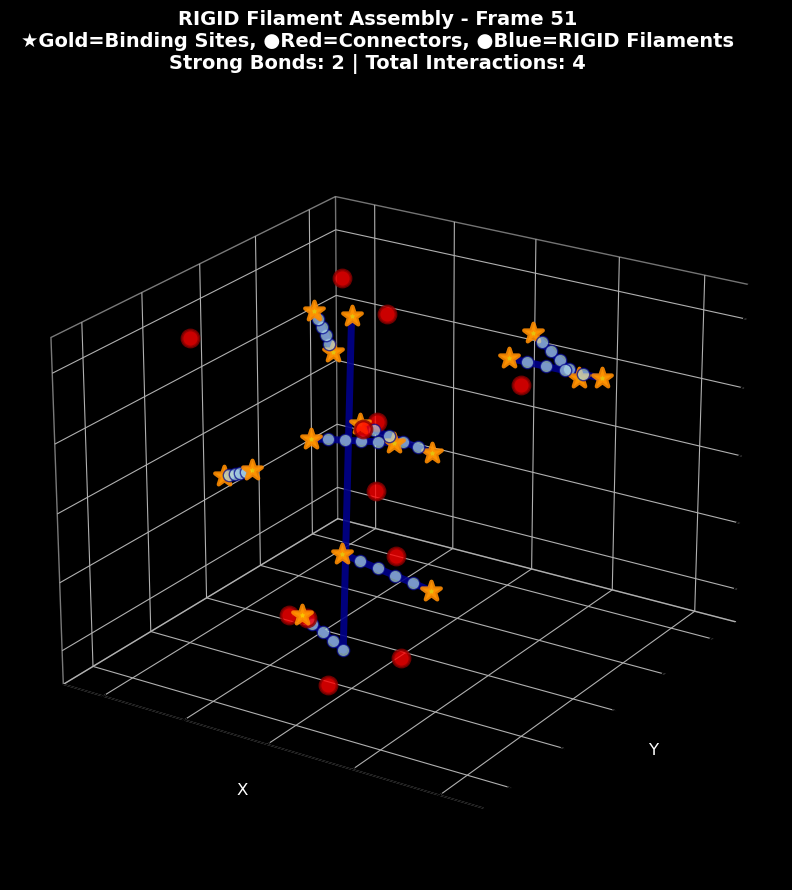 RIGID Filament Assembly - Frame 51
★Gold=Binding Sites, ●Red=Connectors, ●Blue=RIGID Filaments
Strong Bonds: 2 | Total Interactions: 4
Y
X